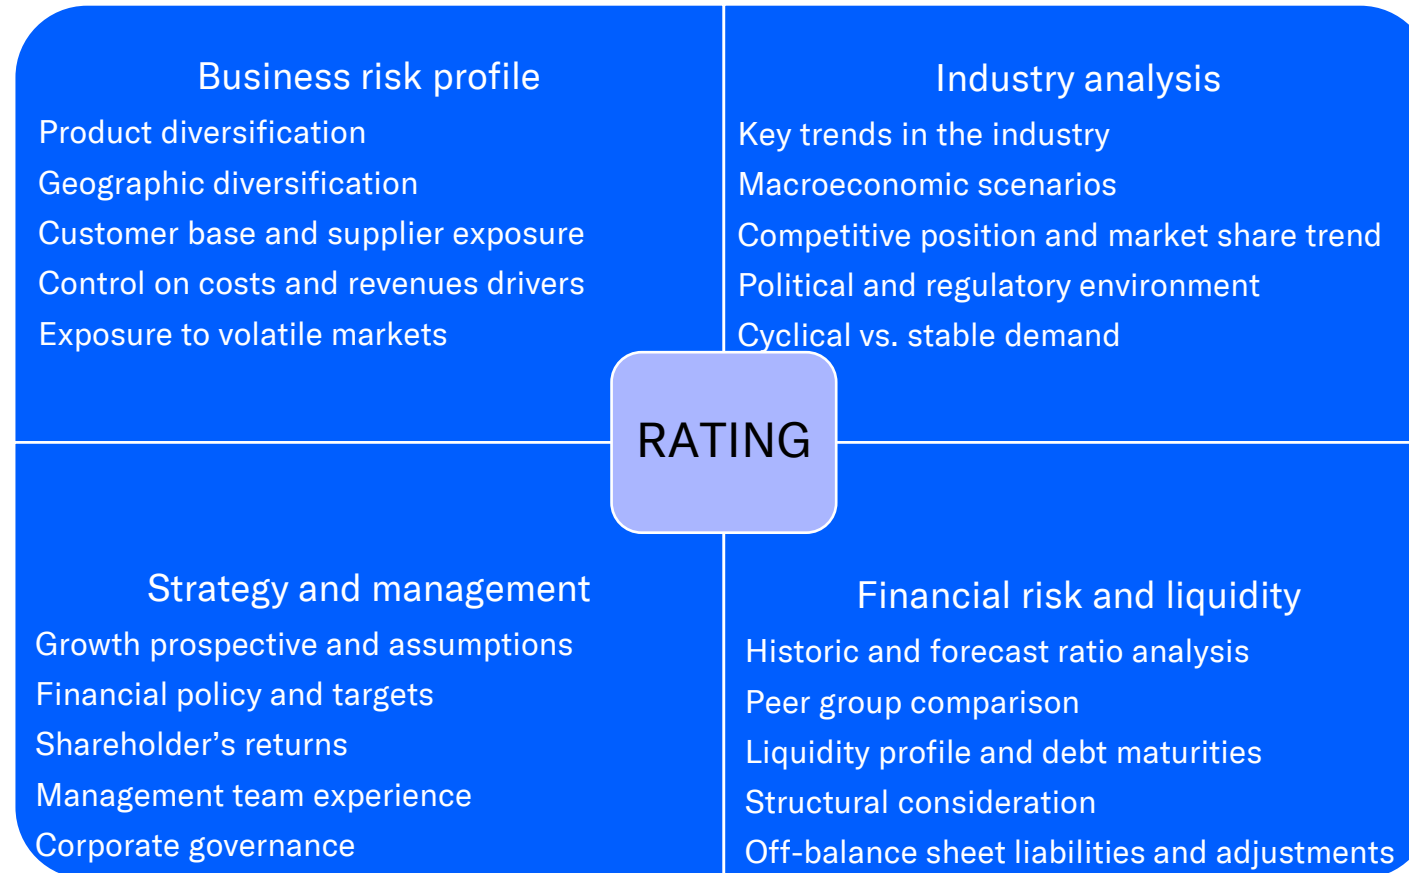 Business risk profile
Product diversification
Geographic diversification
Customer base and supplier exposure
Control on costs and revenues drivers
Exposure to volatile markets
Industry analysis
Key trends in the industry
Macroeconomic scenarios
Competitive position and market share trend
Political and regulatory environment
Cyclical vs. stable demand
RATING
Strategy and management
Growth prospective and assumptions
Financial policy and targets
Shareholder’s returns
Management team experience
Corporate governance
Financial risk and liquidity
Historic and forecast ratio analysis
Peer group comparison
Liquidity profile and debt maturities
Structural consideration
Off-balance sheet liabilities and adjustments